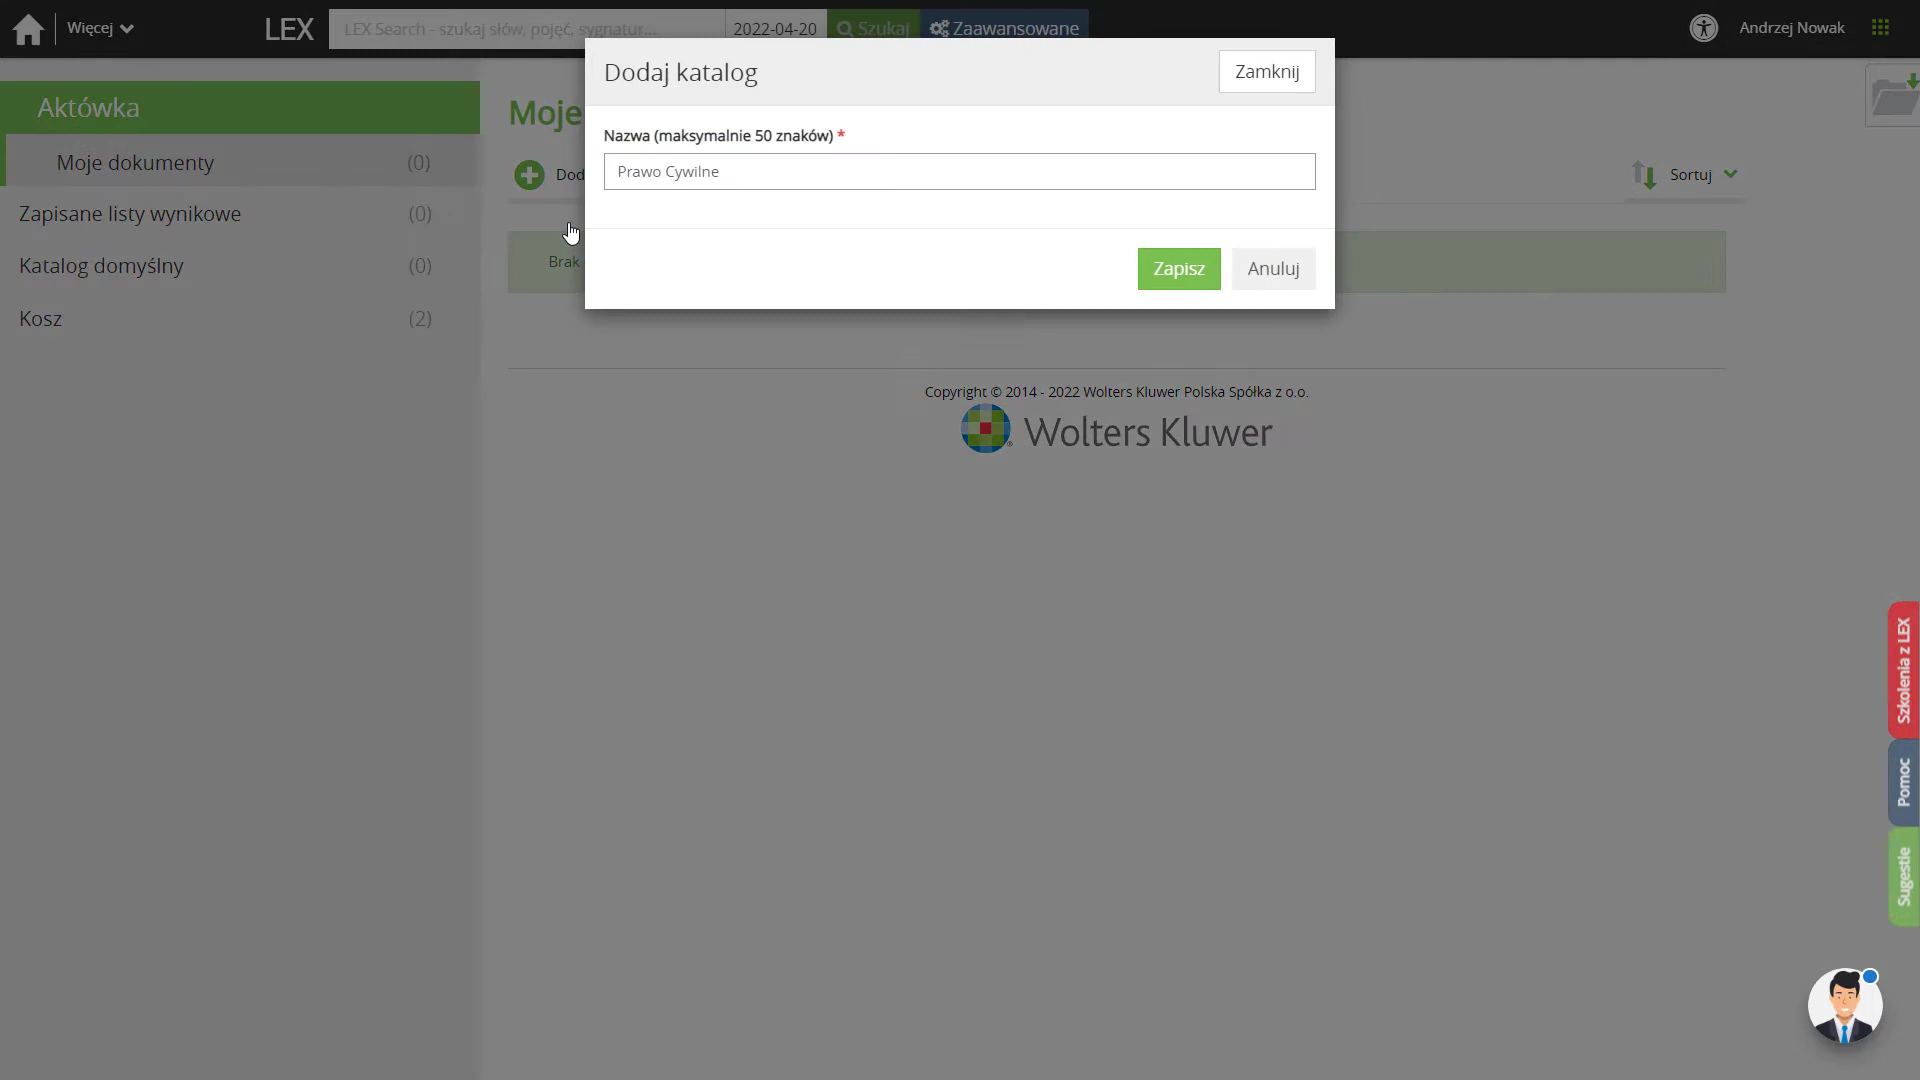 Więcej
LEX
LEX Search - szukaj słów, pojęć, sygnatur...
2022-04-20
Szukaj
Zaawansowane
Andrzej Nowak
Dodaj katalog
Zamknij
Nazwa (maksymalnie 50 znaków) *
Prawo Cywilne
Zapisz
Anuluj
Aktówka
Moje dokumenty (0)
Zapisane listy wynikowe (0)
Katalog domyślny (0)
Kosz (2)
Moje
Dod
Sortuj
Brak
Copyright © 2014 - 2022 Wolters Kluwer Polska Spółka z o.o.
Wolters Kluwer
Szkolenia z LEX
Pomoc
Sugestie